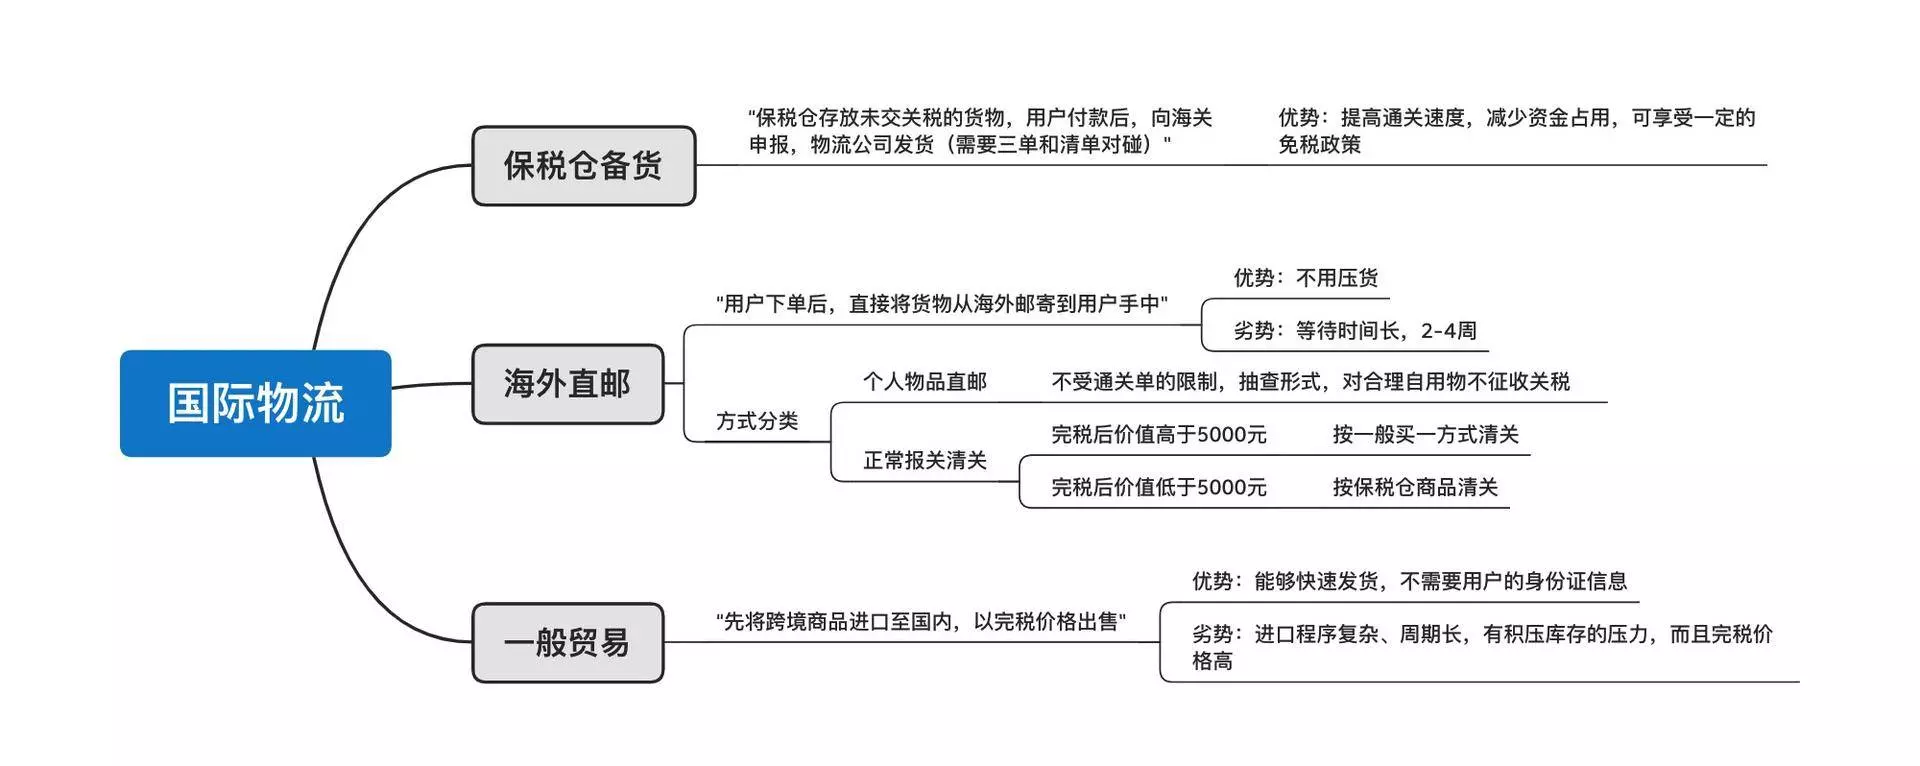 国际物流
保税仓备货
"保税仓存放未交关税的货物，用户付款后，向海关
申报，物流公司发货（需要三单和清单对碰）"
优势：提高通关速度，减少资金占用，可享受一定的
免税政策
海外直邮
"用户下单后，直接将货物从海外邮寄到用户手中"
优势：不用压货
劣势：等待时间长，2-4周
方式分类
个人物品直邮
不受通关单的限制，抽查形式，对合理自用物不征收关税
正常报关清关
完税后价值高于5000元
按一般买一方式清关
完税后价值低于5000元
按保税仓商品清关
一般贸易
"先将跨境商品进口至国内，以完税价格出售"
优势：能够快速发货，不需要用户的身份证信息
劣势：进口程序复杂、周期长，有积压库存的压力，而且完税价
格高